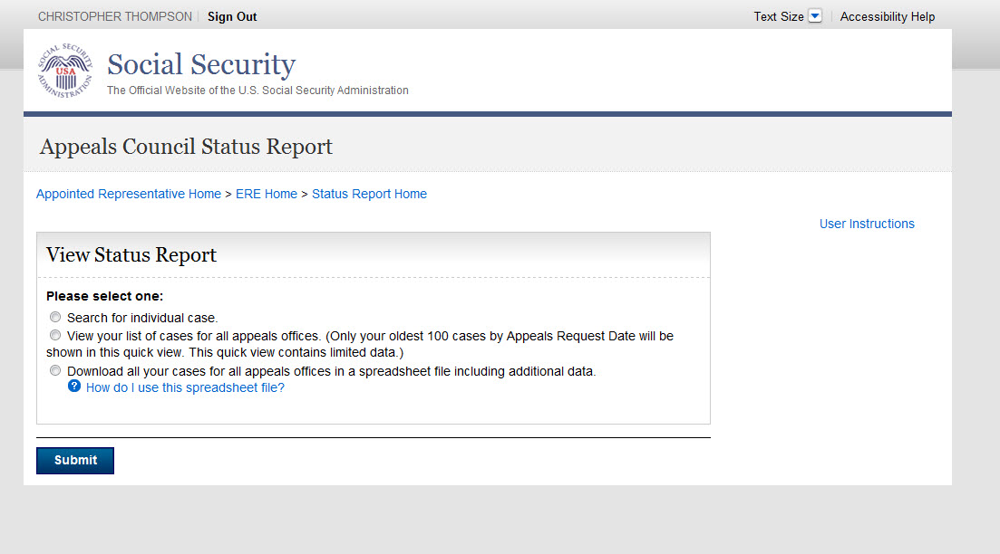 CHRISTOPHER THOMPSON Sign Out Text Size Accessibility Help
SOCIAL SECURITY ADMINISTRATION
USA
Social Security
The Official Website of the U.S. Social Security Administration
Appeals Council Status Report
Appointed Representative Home > ERE Home > Status Report Home
User Instructions
View Status Report
Please select one:
Search for individual case.
View your list of cases for all appeals offices. (Only your oldest 100 cases by Appeals Request Date will be
shown in this quick view. This quick view contains limited data.)
Download all your cases for all appeals offices in a spreadsheet file including additional data.
? How do I use this spreadsheet file?
Submit